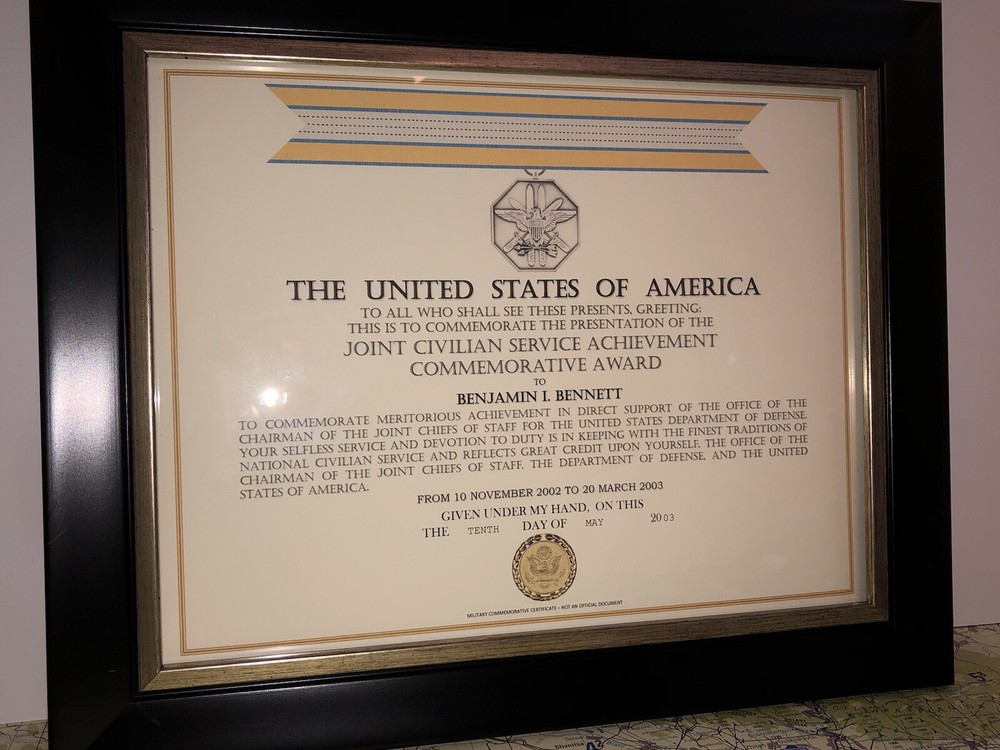 THE UNITED STATES OF AMERICA
TO ALL WHO SHALL SEE THESE PRESENTS, GREETING:
THIS IS TO COMMEMORATE THE PRESENTATION OF THE
JOINT CIVILIAN SERVICE ACHIEVEMENT
COMMEMORATIVE AWARD
TO
BENJAMIN I. BENNETT
TO COMMEMORATE MERITORIOUS ACHIEVEMENT IN DIRECT SUPPORT OF THE OFFICE OF THE
CHAIRMAN OF THE JOINT CHIEFS OF STAFF FOR THE UNITED STATES DEPARTMENT OF DEFENSE.
YOUR SELFLESS SERVICE AND DEVOTION TO DUTY IS IN KEEPING WITH THE FINEST TRADITIONS OF
NATIONAL CIVILIAN SERVICE AND REFLECTS GREAT CREDIT UPON YOURSELF, THE OFFICE OF THE
CHAIRMAN OF THE JOINT CHIEFS OF STAFF, THE DEPARTMENT OF DEFENSE, AND THE UNITED
STATES OF AMERICA.
FROM 10 NOVEMBER 2002 TO 20 MARCH 2003
GIVEN UNDER MY HAND, ON THIS
THE TENTH DAY OF MAY 2003
MILITARY COMMEMORATIVE CERTIFICATE - NOT AN OFFICIAL DOCUMENT